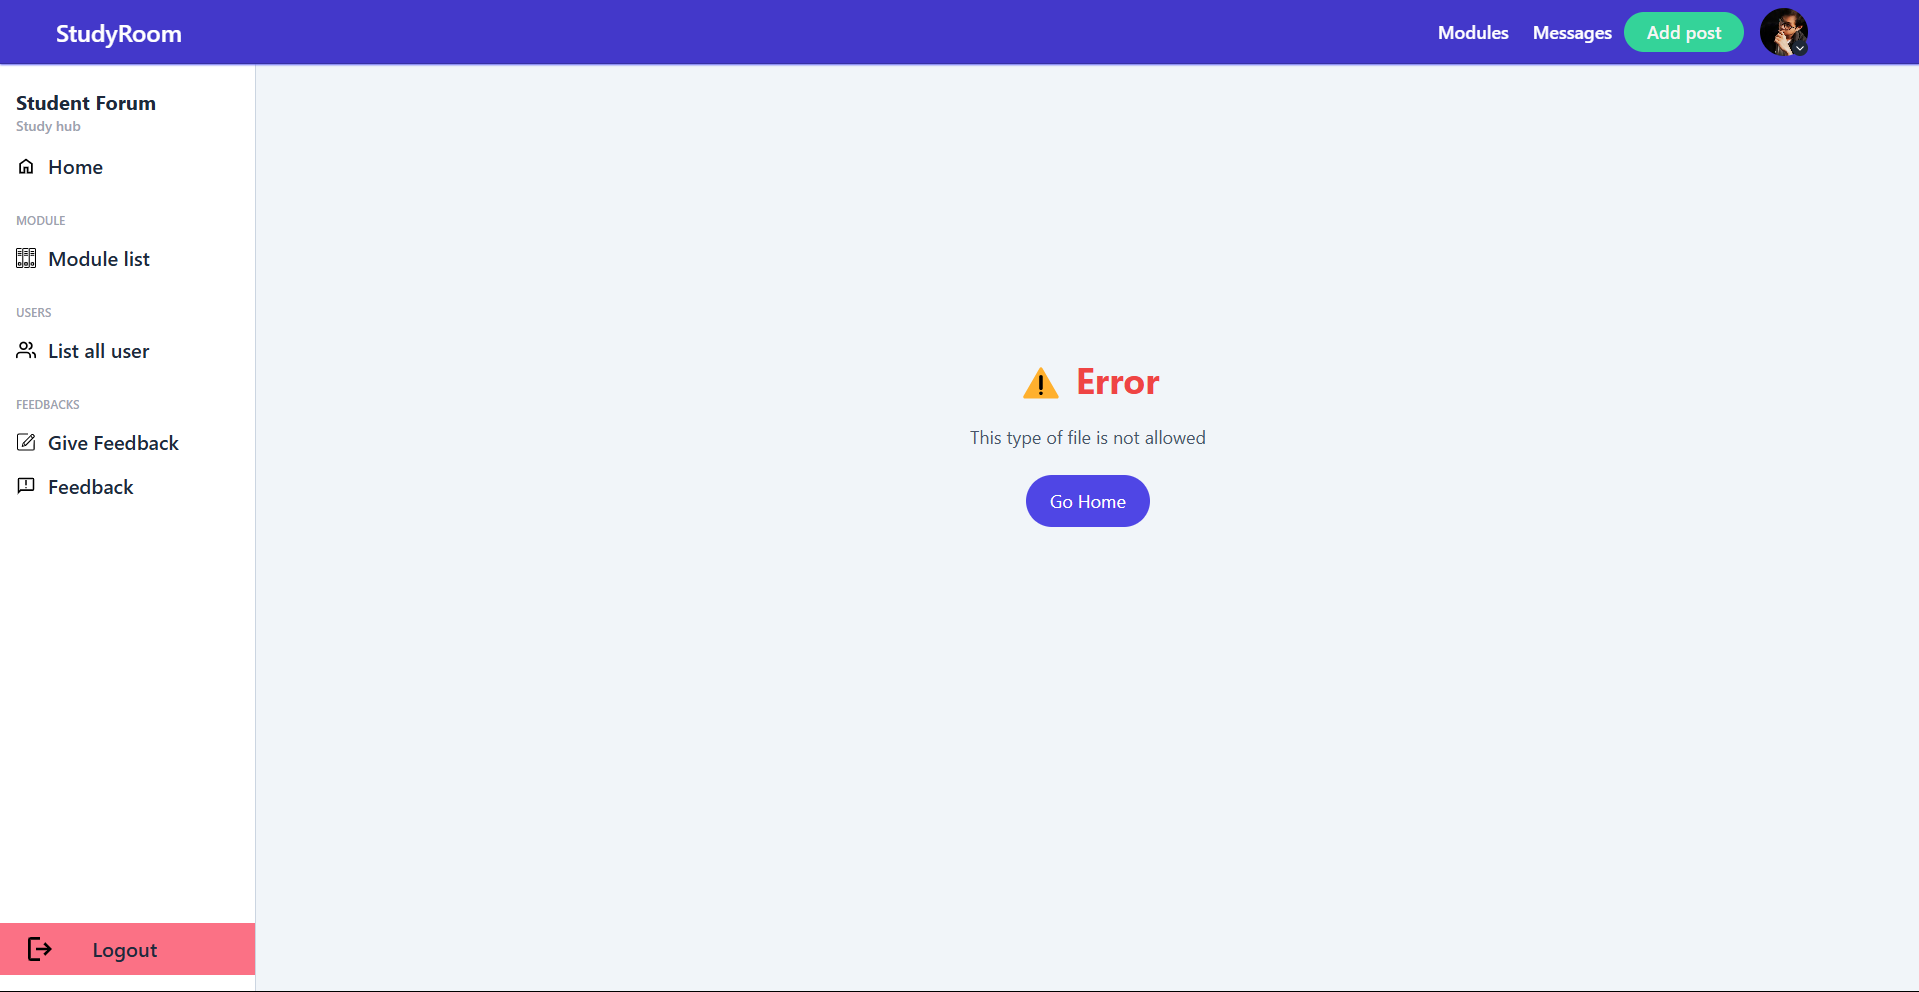 StudyRoom
Modules
Messages
Add post
Student Forum
Study hub
Home
MODULE
Module list
USERS
List all user
FEEDBACKS
Give Feedback
Feedback
Logout
Error
This type of file is not allowed
Go Home